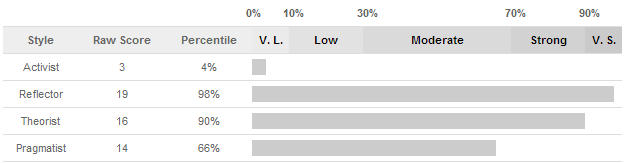 0% 10% 30% 70% 90%
Style Raw Score Percentile V. L. Low Moderate Strong V. S.
Activist 3 4%
Reflector 19 98%
Theorist 16 90%
Pragmatist 14 66%